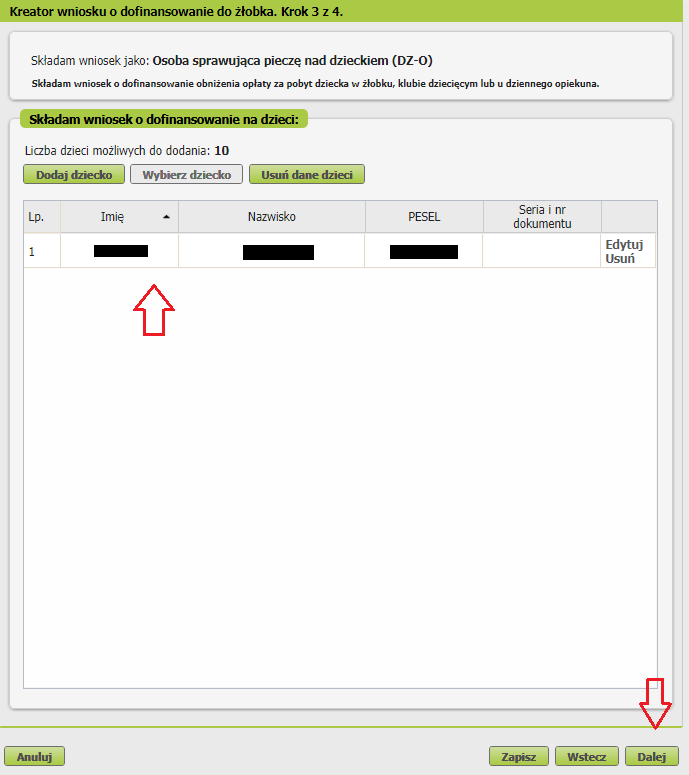 Kreator wniosku o dofinansowanie do żłobka. Krok 3 z 4.
Składam wniosek jako: Osoba sprawująca pieczę nad dzieckiem (DZ-O)
Składam wniosek o dofinansowanie obniżenia opłaty za pobyt dziecka w żłobku, klubie dziecięcym lub u dziennego opiekuna.
Składam wniosek o dofinansowanie na dzieci:
Liczba dzieci możliwych do dodania: 10
Dodaj dziecko Wybierz dziecko Usuń dane dzieci
Lp. Imię Nazwisko PESEL Seria i nr dokumentu
1 Edytuj
Usuń
Anuluj Zapisz Wstecz Dalej